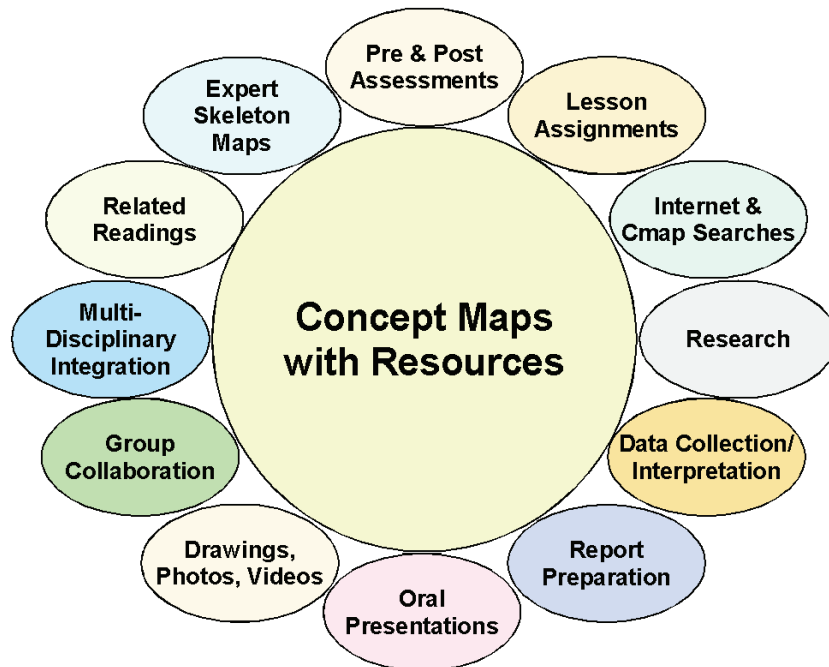 Pre & Post
Assessments
Lesson
Assignments
Internet &
Cmap Searches
Research
Data Collection/
Interpretation
Report
Preparation
Oral
Presentations
Drawings,
Photos, Videos
Group
Collaboration
Multi-
Disciplinary
Integration
Related
Readings
Expert
Skeleton
Maps
Concept Maps
with Resources